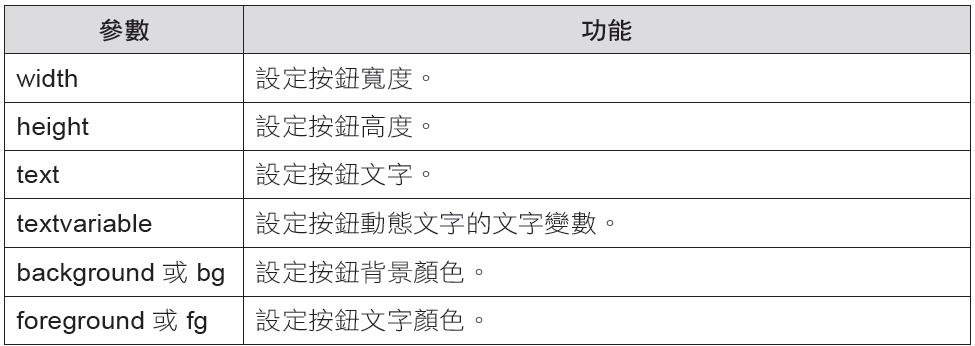 參數 功能
width 設定按鈕寬度。
height 設定按鈕高度。
text 設定按鈕文字。
textvariable 設定按鈕動態文字的文字變數。
background 或 bg 設定按鈕背景顏色。
foreground 或 fg 設定按鈕文字顏色。